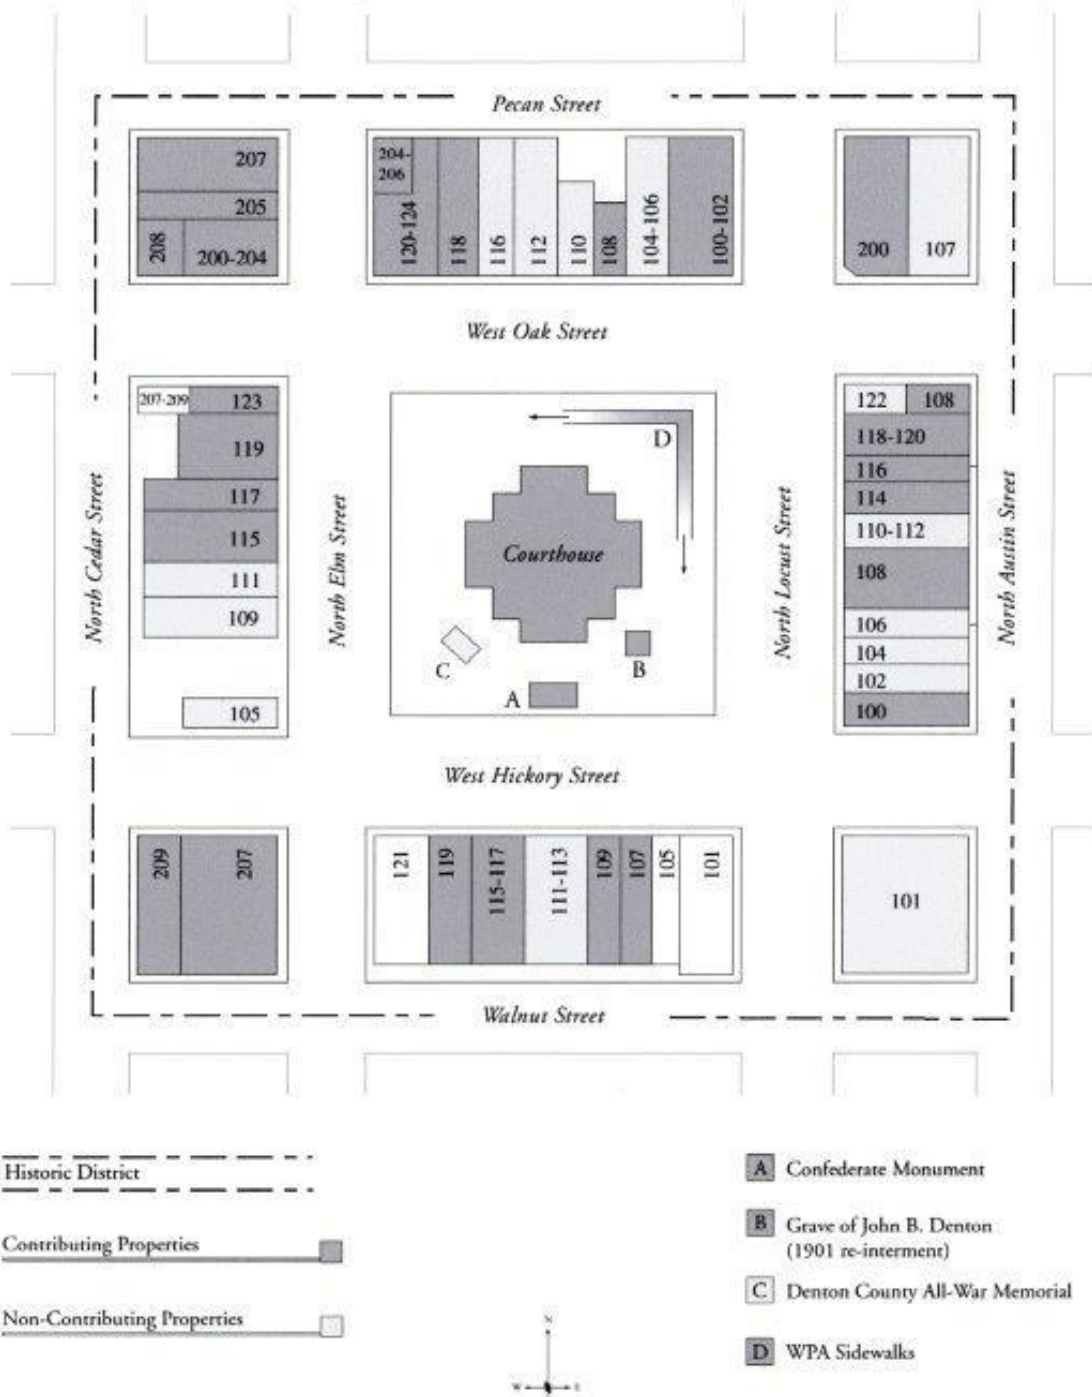 Pecan Street
207
205
208
200-204
204-
206
120-124
118
116
112
110
108
104-106
100-102
200
107
West Oak Street
207-209
123
119
117
115
111
109
105
North Cedar Street
North Elm Street
D
Courthouse
C
B
A
North Locust Street
122
108
118-120
116
114
110-112
108
106
104
102
100
North Austin Street
West Hickory Street
209
207
121
119
115-117
111-113
109
107
105
101
101
Walnut Street
Historic District
Contributing Properties
Non-Contributing Properties
N
W
E
A Confederate Monument
B Grave of John B. Denton
(1901 re-interment)
C Denton County All-War Memorial
D WPA Sidewalks